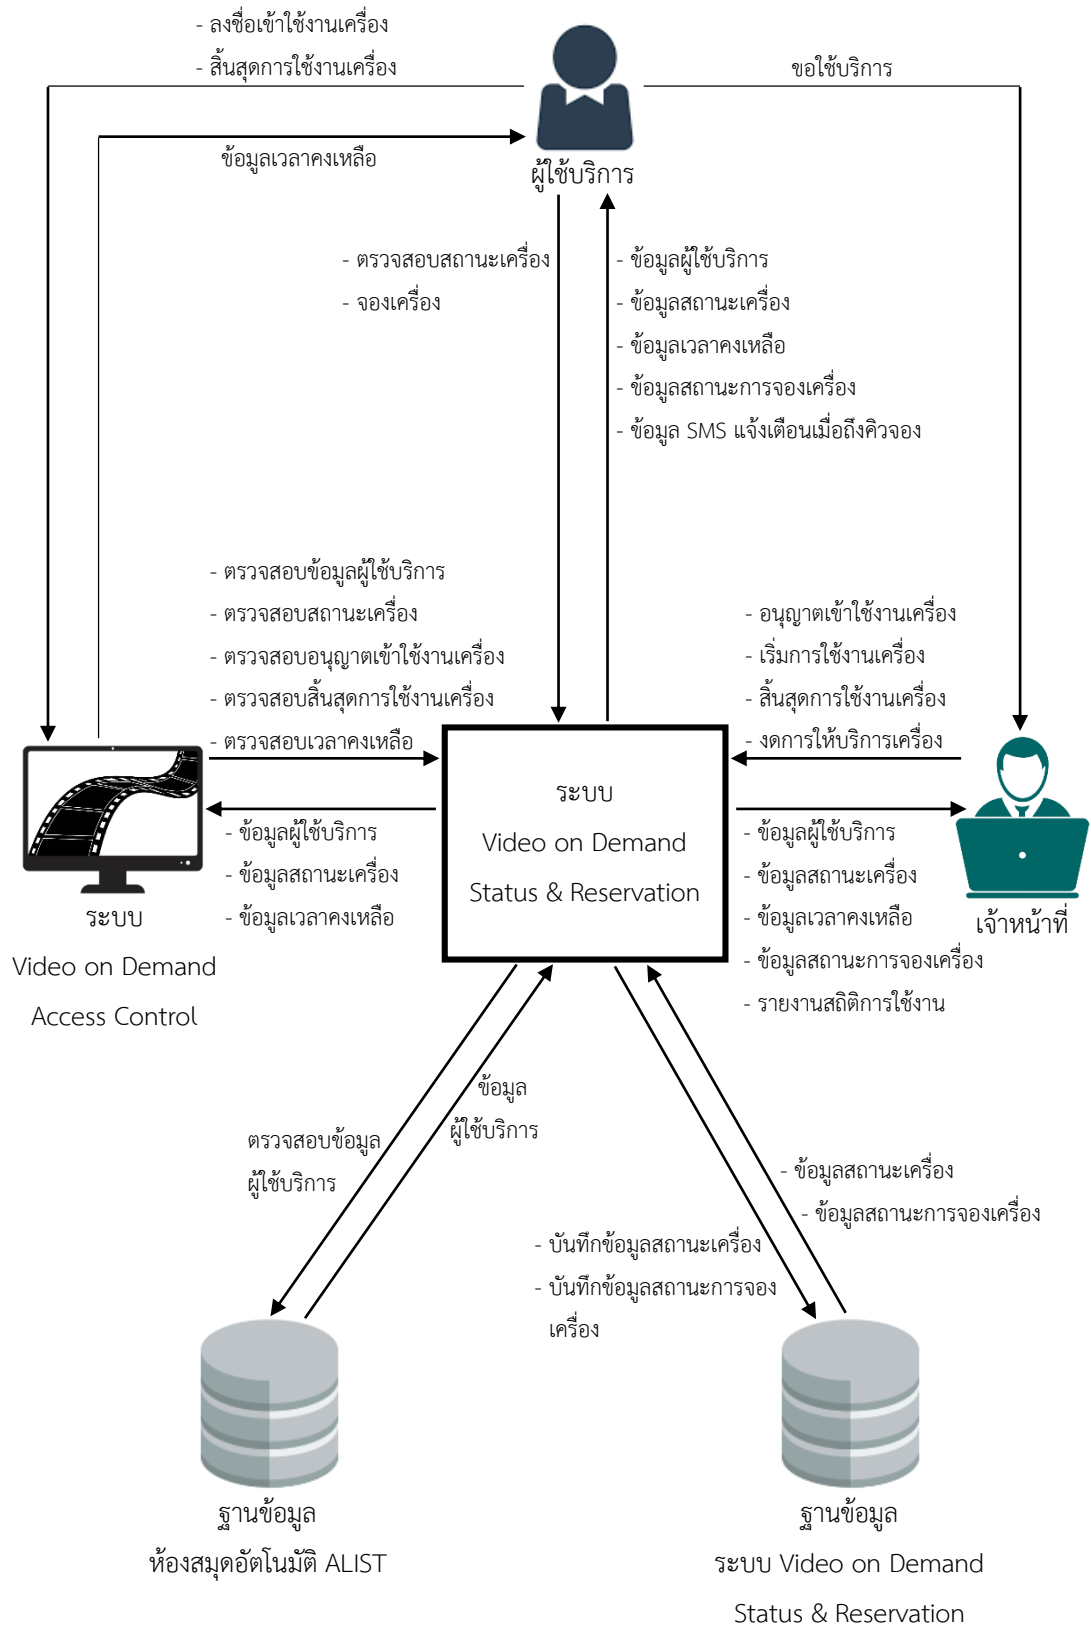 - ลงชื่อเข้าใช้งานเครื่อง
- สิ้นสุดการใช้งานเครื่อง
ขอใช้บริการ
ข้อมูลเวลาคงเหลือ
ผู้ใช้บริการ
- ตรวจสอบสถานะเครื่อง
- จองเครื่อง
- ข้อมูลผู้ใช้บริการ
- ข้อมูลสถานะเครื่อง
- ข้อมูลเวลาคงเหลือ
- ข้อมูลสถานะการจองเครื่อง
- ข้อมูล SMS แจ้งเตือนเมื่อถึงคิวจอง
- ตรวจสอบข้อมูลผู้ใช้บริการ
- ตรวจสอบสถานะเครื่อง
- ตรวจสอบอนุญาตเข้าใช้งานเครื่อง
- ตรวจสอบสิ้นสุดการใช้งานเครื่อง
- ตรวจสอบเวลาคงเหลือ
- อนุญาตเข้าใช้งานเครื่อง
- เริ่มการใช้งานเครื่อง
- สิ้นสุดการใช้งานเครื่อง
- งดการให้บริการเครื่อง
ระบบ
Video on Demand
Status & Reservation
- ข้อมูลผู้ใช้บริการ
- ข้อมูลสถานะเครื่อง
- ข้อมูลเวลาคงเหลือ
ระบบ
Video on Demand
Access Control
- ข้อมูลผู้ใช้บริการ
- ข้อมูลสถานะเครื่อง
- ข้อมูลเวลาคงเหลือ
- ข้อมูลสถานะการจองเครื่อง
- รายงานสถิติการใช้งาน
เจ้าหน้าที่
ข้อมูล
ผู้ใช้บริการ
ตรวจสอบข้อมูล
ผู้ใช้บริการ
- ข้อมูลสถานะเครื่อง
- ข้อมูลสถานะการจองเครื่อง
- บันทึกข้อมูลสถานะเครื่อง
- บันทึกข้อมูลสถานะการจอง
เครื่อง
ฐานข้อมูล
ห้องสมุดอัตโนมัติ ALIST
ฐานข้อมูล
ระบบ Video on Demand
Status & Reservation